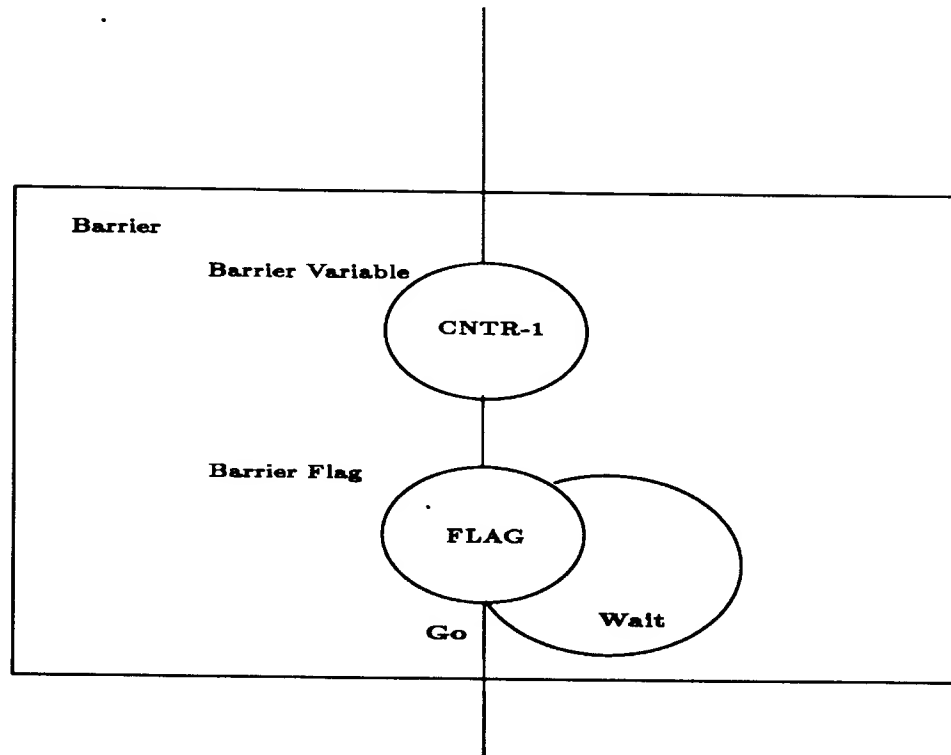 Barrier
Barrier Variable
CNTR-1
Barrier Flag
FLAG
Wait
Go